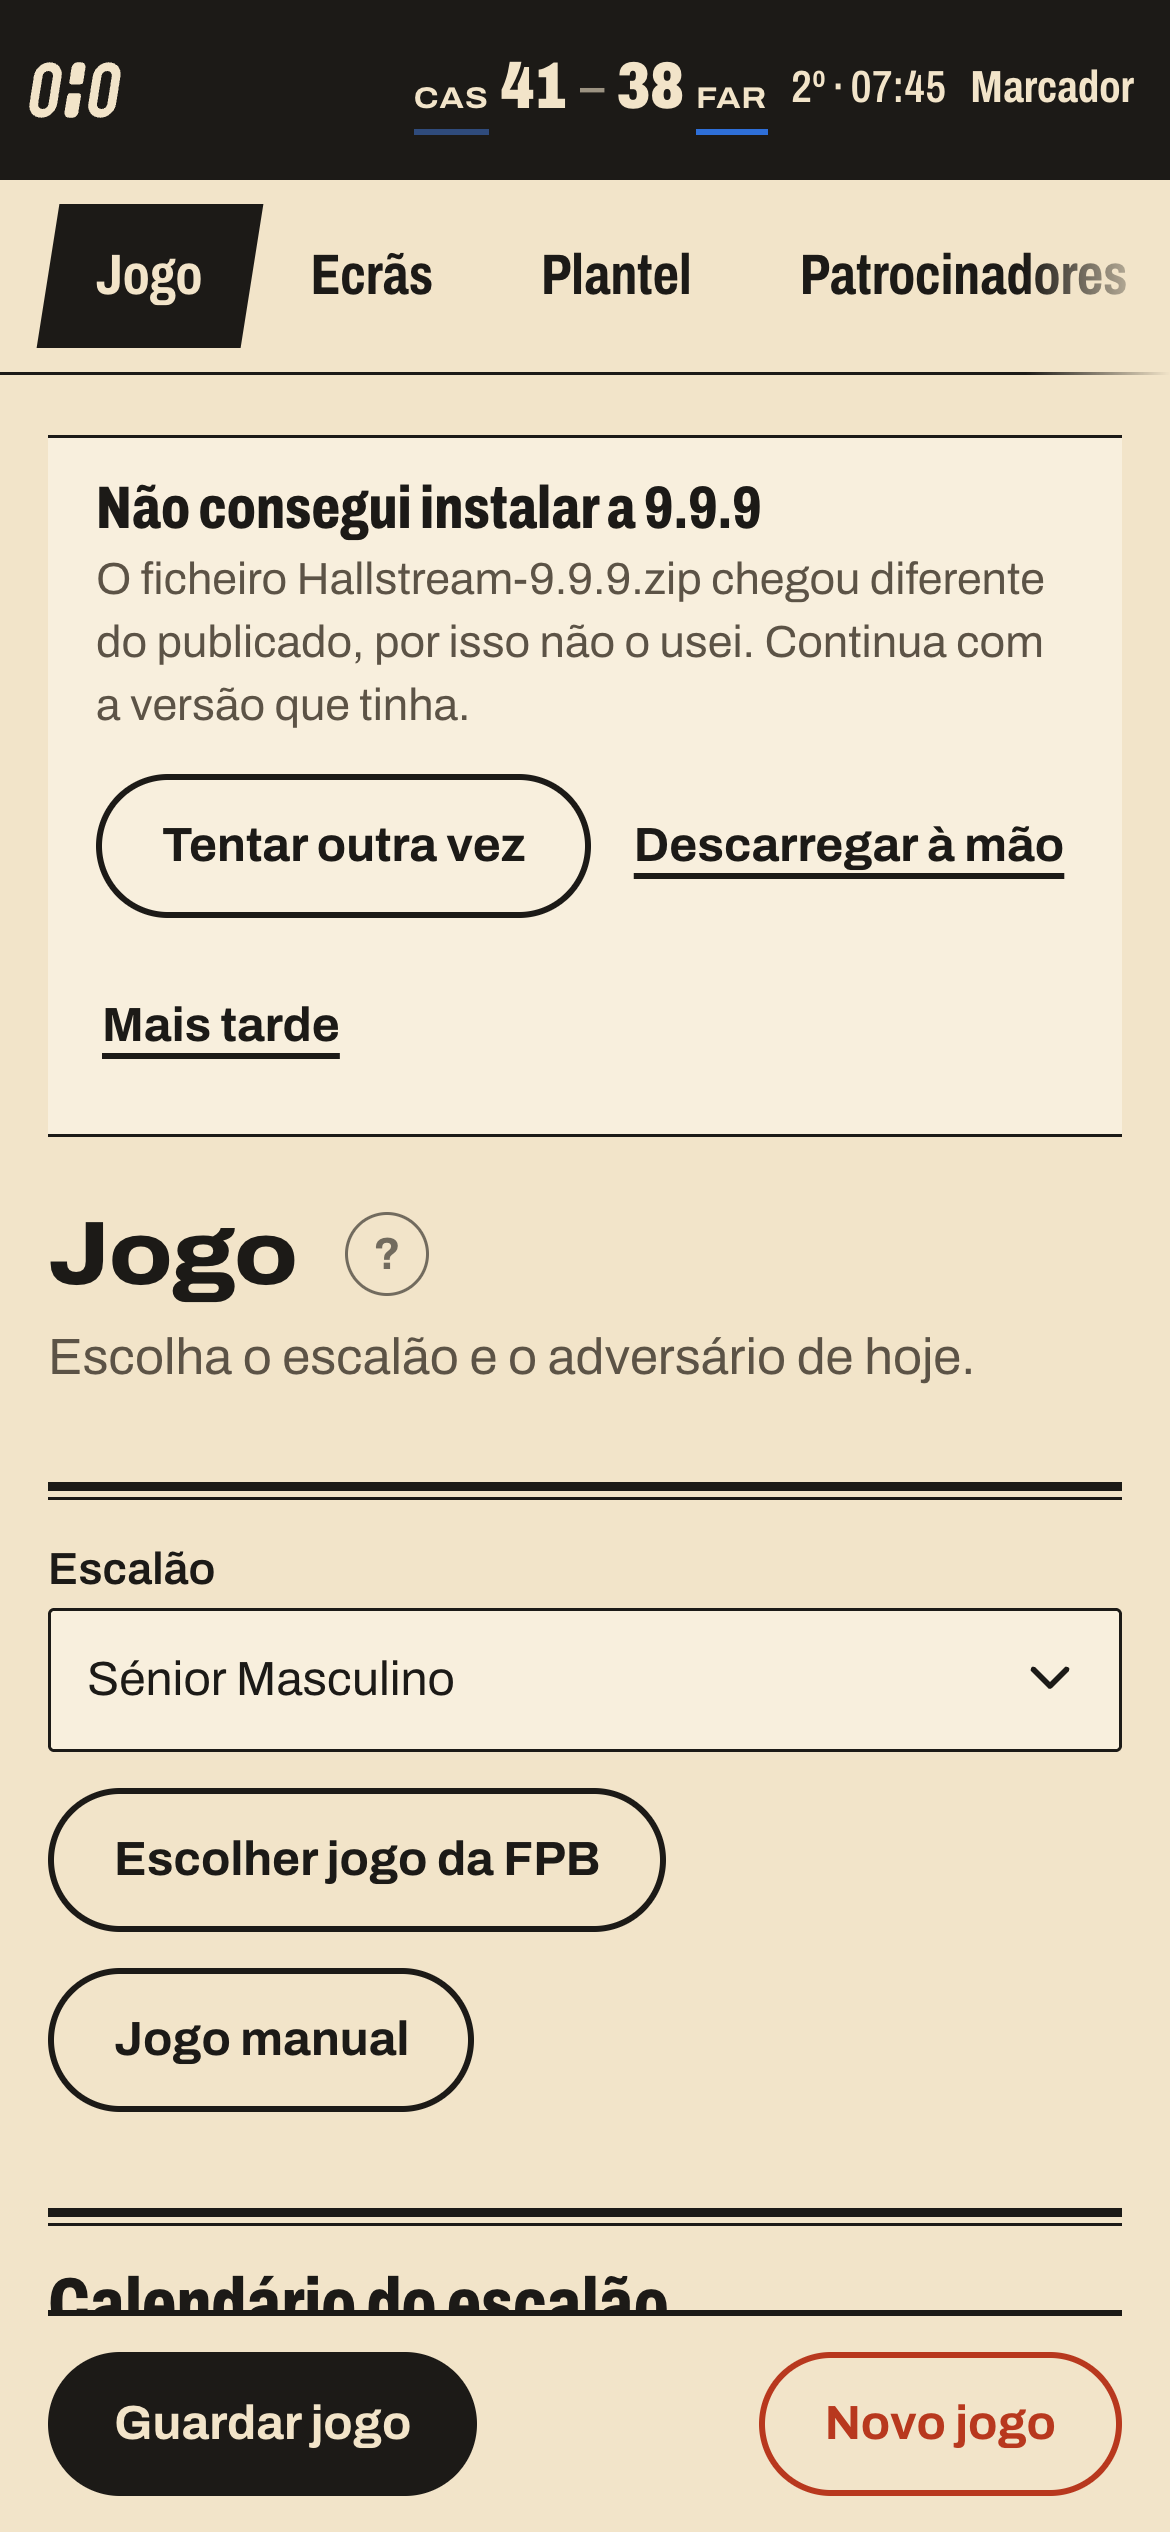 0:0
CAS 41 – 38 FAR 2º · 07:45 Marcador
Jogo Ecrãs Plantel Patrocinadores
Não consegui instalar a 9.9.9
O ficheiro Hallstream-9.9.9.zip chegou diferente
do publicado, por isso não o usei. Continua com
a versão que tinha.
Tentar outra vez Descarregar à mão
Mais tarde
Jogo ?
Escolha o escalão e o adversário de hoje.
Escalão
Sénior Masculino
Escolher jogo da FPB
Jogo manual
Calendário do escalão
Guardar jogo Novo jogo